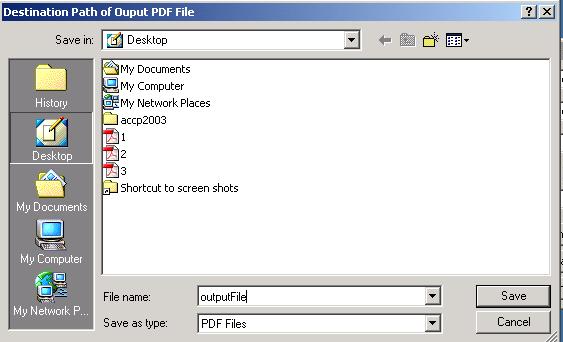 Destination Path of Ouput PDF File
Save in:
Desktop
History
Desktop
My Documents
My Computer
My Network P...
My Documents
My Computer
My Network Places
accp2003
1
2
3
Shortcut to screen shots
File name:
outputFile
Save
Save as type:
PDF Files
Cancel